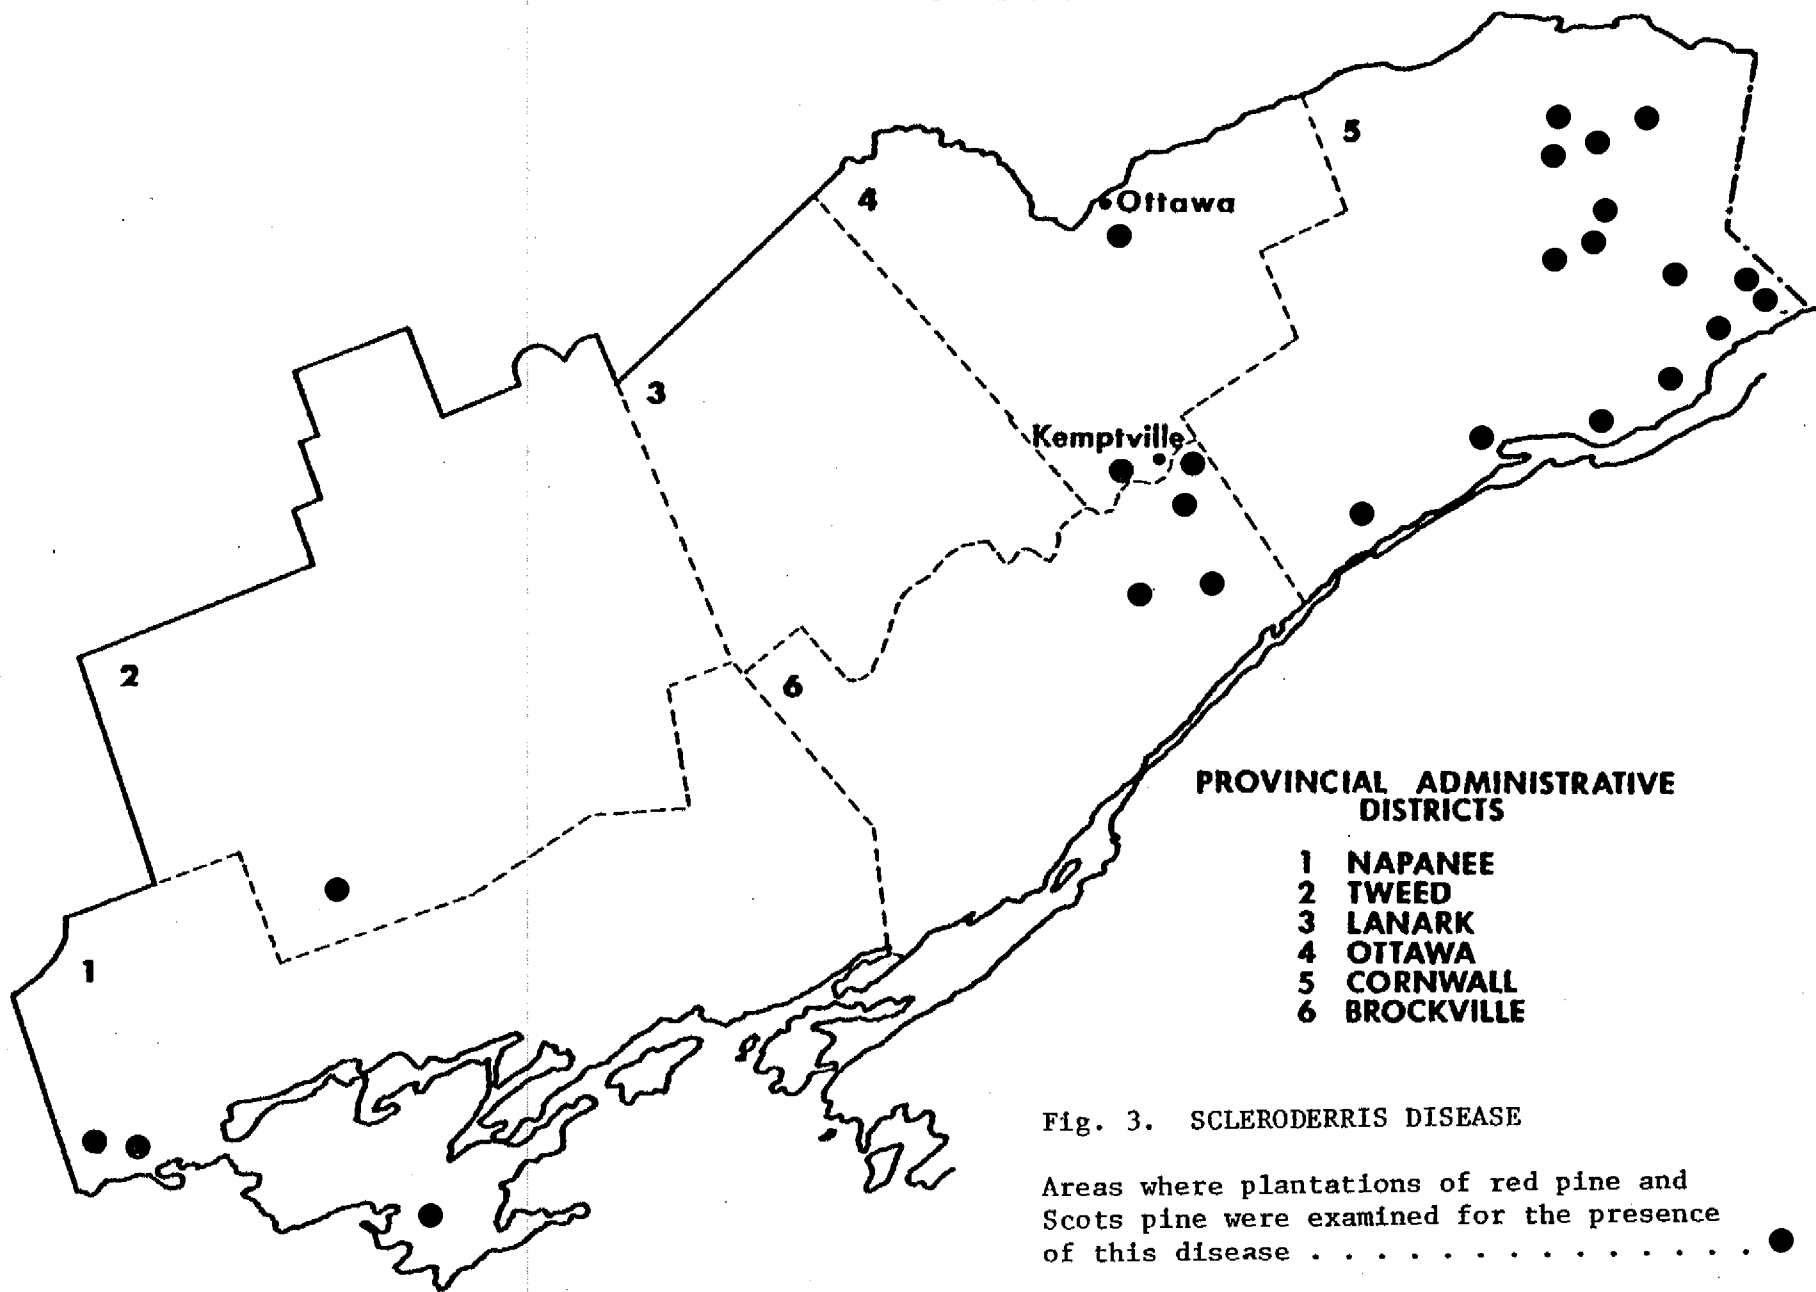 5
4
Ottawa
3
Kemptville
2
6
1
PROVINCIAL ADMINISTRATIVE
DISTRICTS
1 NAPANEE
2 TWEED
3 LANARK
4 OTTAWA
5 CORNWALL
6 BROCKVILLE
Fig. 3. SCLERODERRIS DISEASE
Areas where plantations of red pine and
Scots pine were examined for the presence
of this disease . . . . . . . . . . . . . .